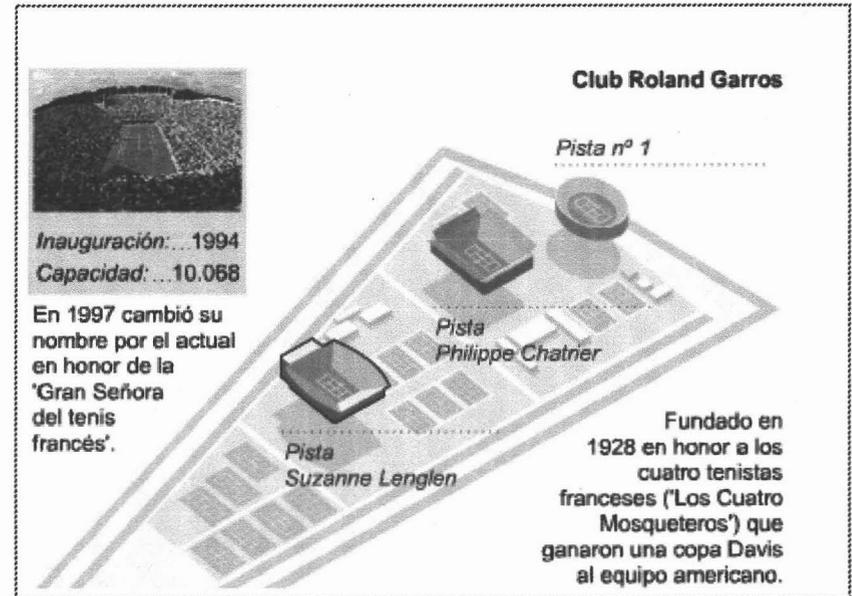 Club Roland Garros
Pista nº 1
Inauguración:...1994
Capacidad:...10.068
En 1997 cambió su
nombre por el actual
en honor de la
'Gran Señora
del tenis
francés'.
Pista
Philippe Chatrier
Pista
Suzanne Lenglen
Fundado en
1928 en honor a los
cuatro tenistas
franceses ('Los Cuatro
Mosqueteros') que
ganaron una copa Davis
al equipo americano.